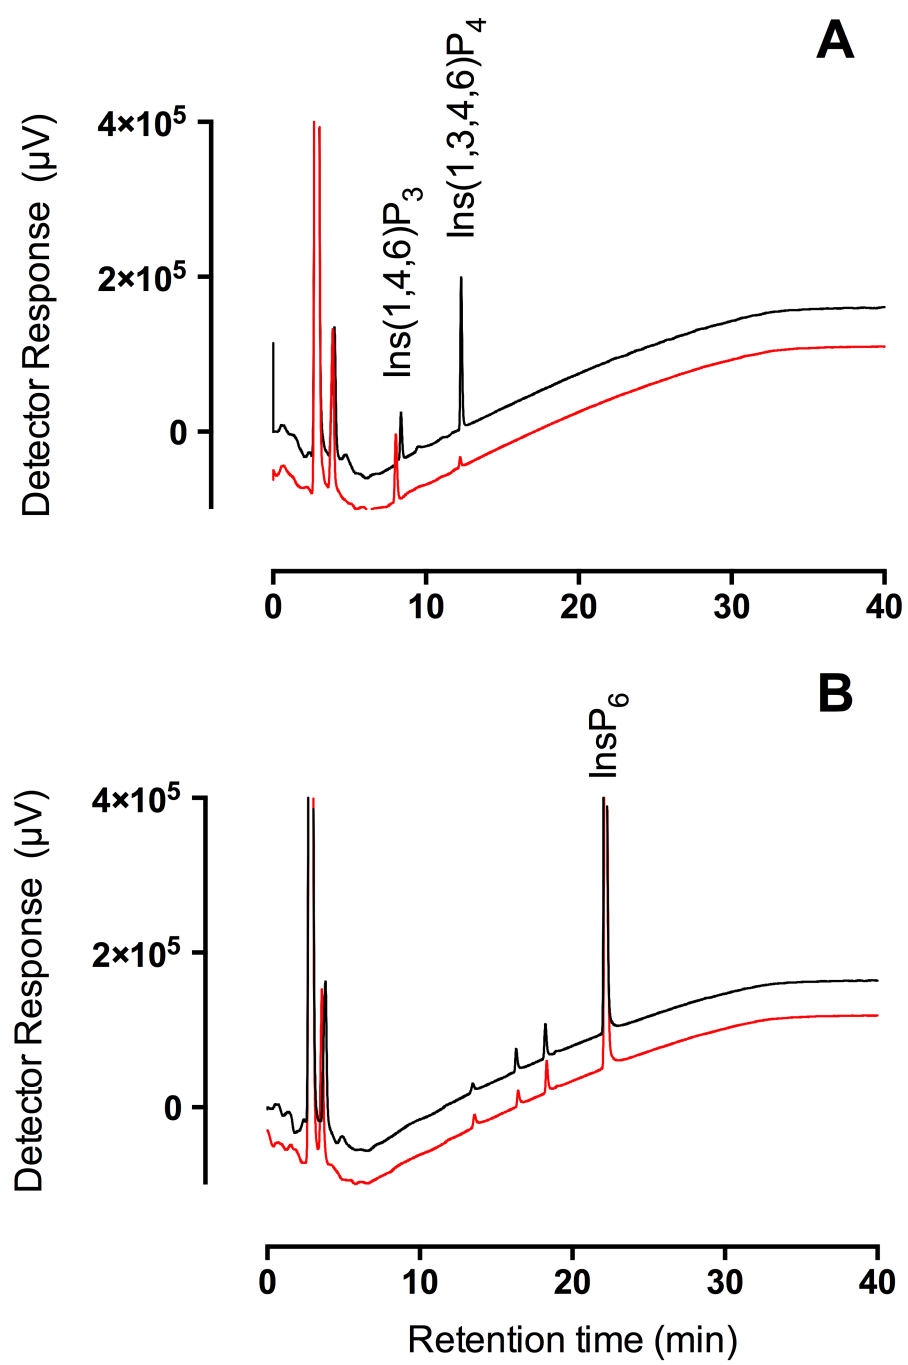 A
Ins(1,3,4,6)P4
Ins(1,4,6)P3
Detector Response (µV)
4×10⁵
2×10⁵
0
0 10 20 30 40
B
InsP6
Detector Response (µV)
4×10⁵
2×10⁵
0
0 10 20 30 40
Retention time (min)